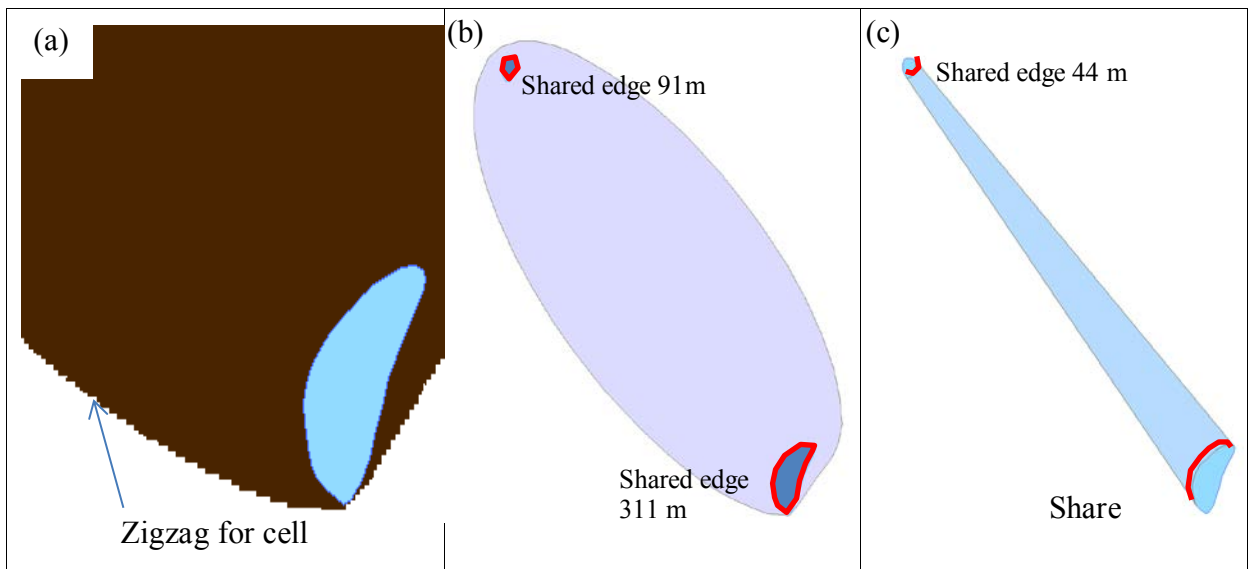 (a)
Zigzag for cell
(b)
Shared edge 91m
Shared edge
311 m
(c)
Shared edge 44 m
Share